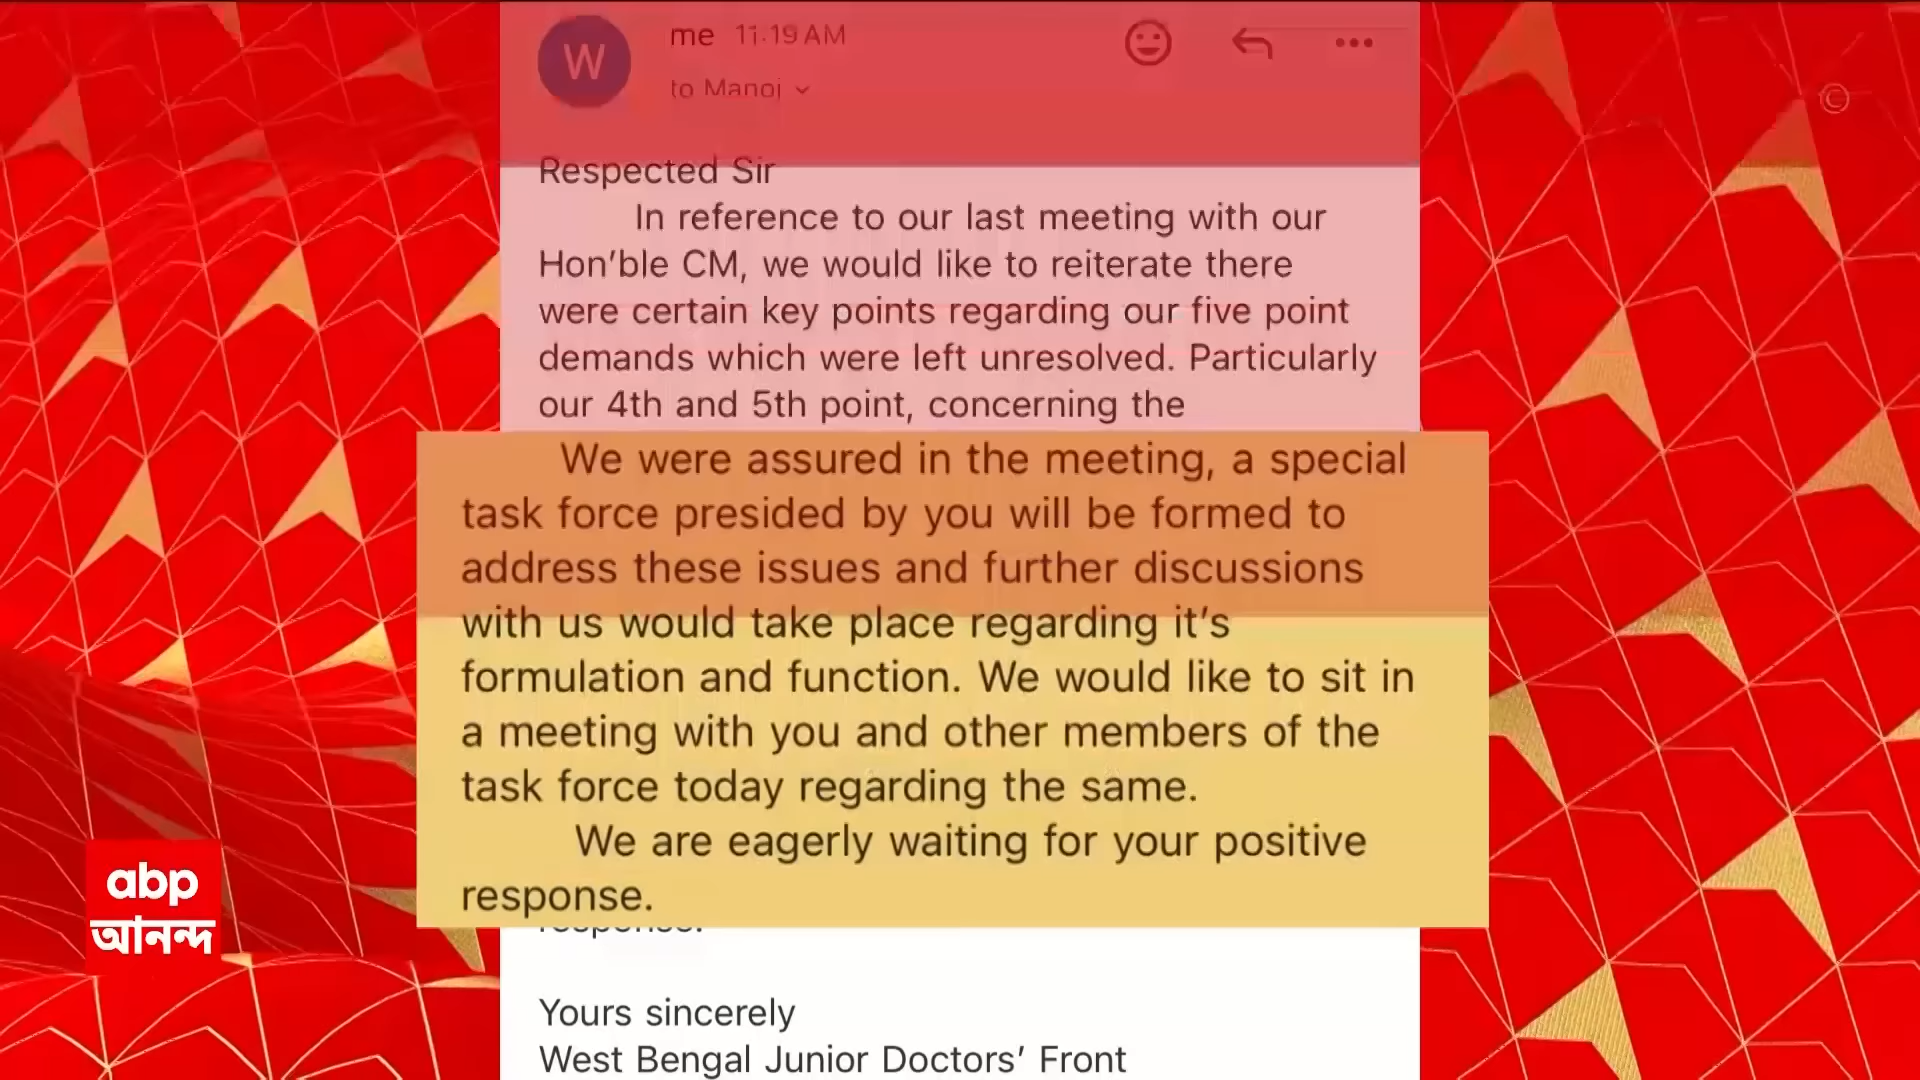 W
me 11:19 AM
to Manoj
©
Respected Sir
In reference to our last meeting with our
Hon'ble CM, we would like to reiterate there
were certain key points regarding our five point
demands which were left unresolved. Particularly
our 4th and 5th point, concerning the
We were assured in the meeting, a special
task force presided by you will be formed to
address these issues and further discussions
with us would take place regarding it's
formulation and function. We would like to sit in
a meeting with you and other members of the
task force today regarding the same.
We are eagerly waiting for your positive
response.
response.
Yours sincerely
West Bengal Junior Doctors' Front
abp
আনন্দ